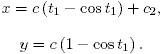 x = c (t₁ − cos t₁) + c₂,
y = c (1 − cos t₁) .